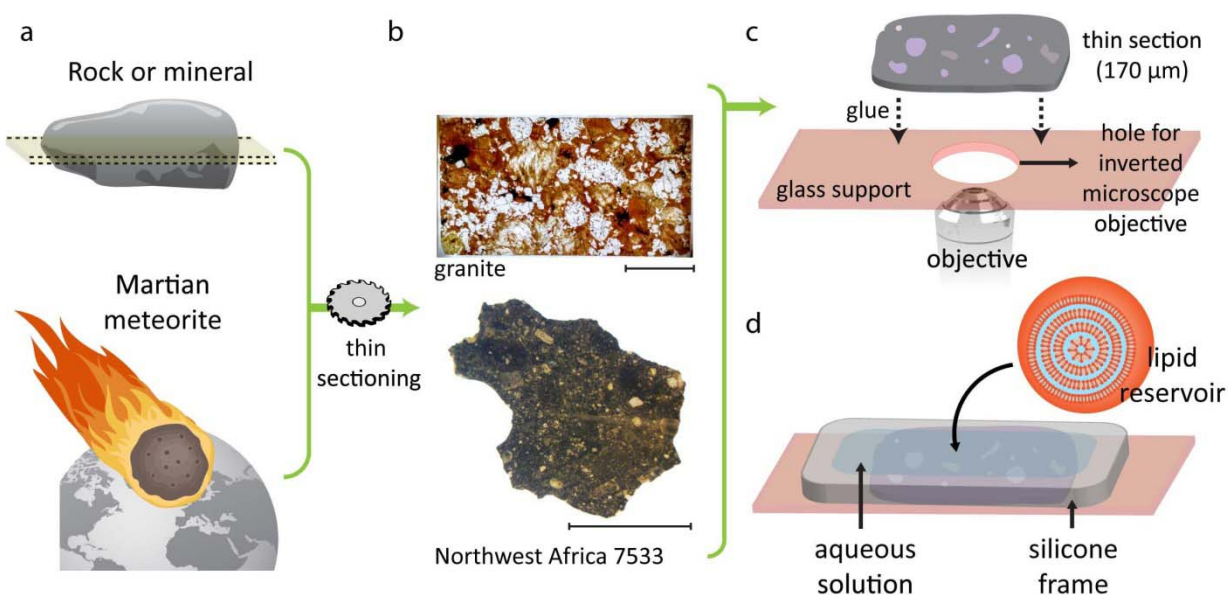 a
Rock or mineral
Martian
meteorite
thin
sectioning
b
granite
Northwest Africa 7533
c
thin section
(170 µm)
glue
glass support
hole for
inverted
microscope
objective
objective
d
lipid
reservoir
aqueous
solution
silicone
frame